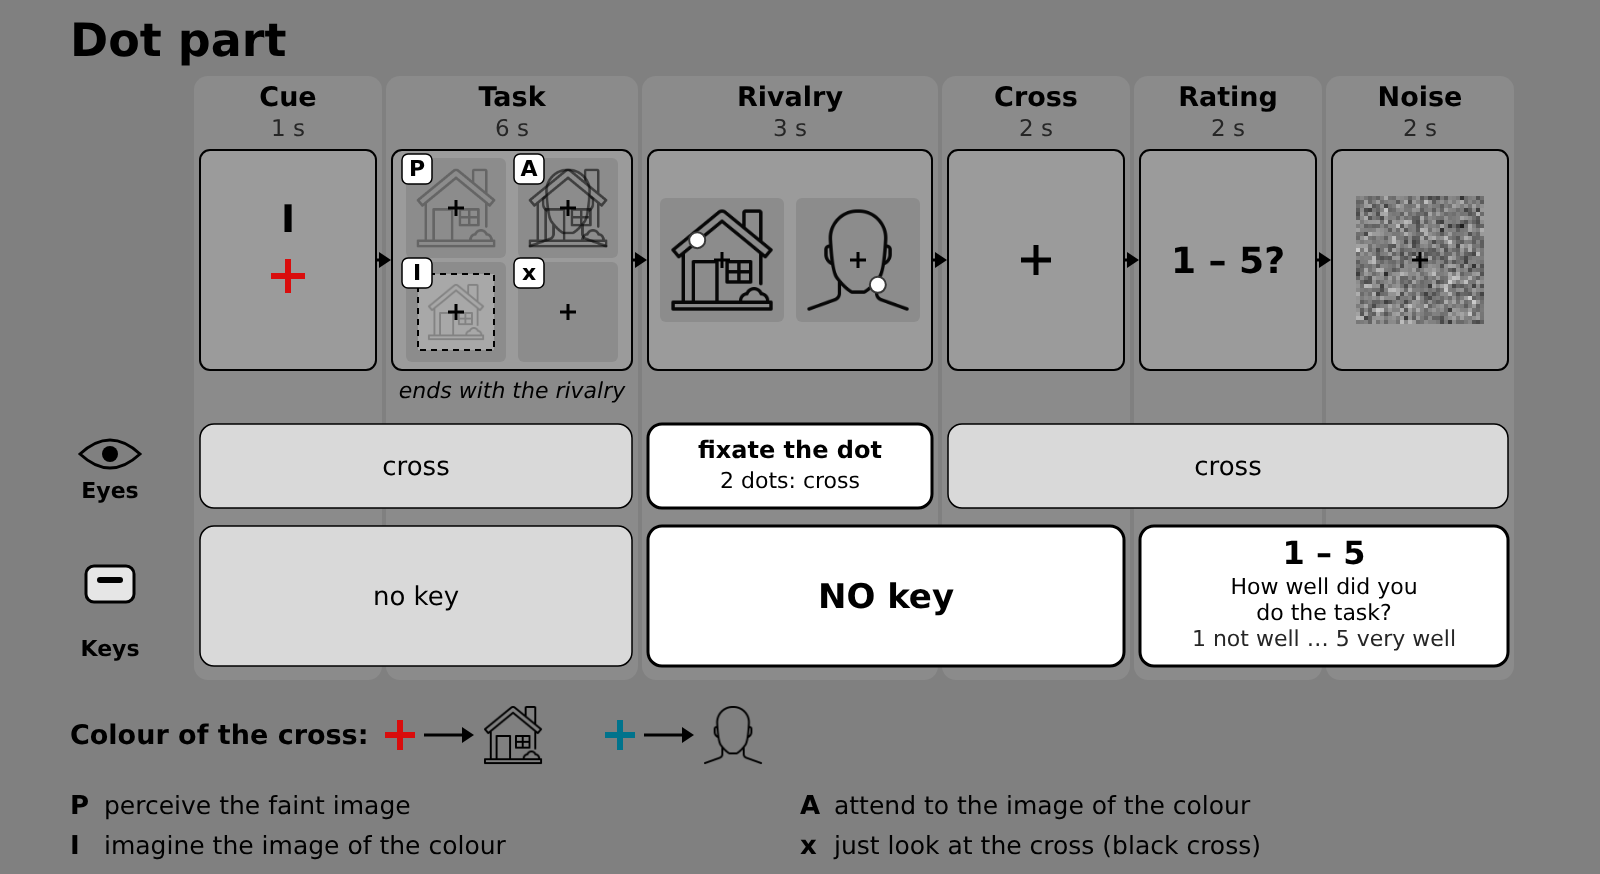 Dot part
Cue
1 s
Task
6 s
Rivalry
3 s
Cross
2 s
Rating
2 s
Noise
2 s
I
P
A
I
x
1 – 5?
ends with the rivalry
Eyes
cross
fixate the dot
2 dots: cross
cross
Keys
no key
NO key
1 – 5
How well did you
do the task?
1 not well … 5 very well
Colour of the cross:
P perceive the faint image
A attend to the image of the colour
I imagine the image of the colour
x just look at the cross (black cross)